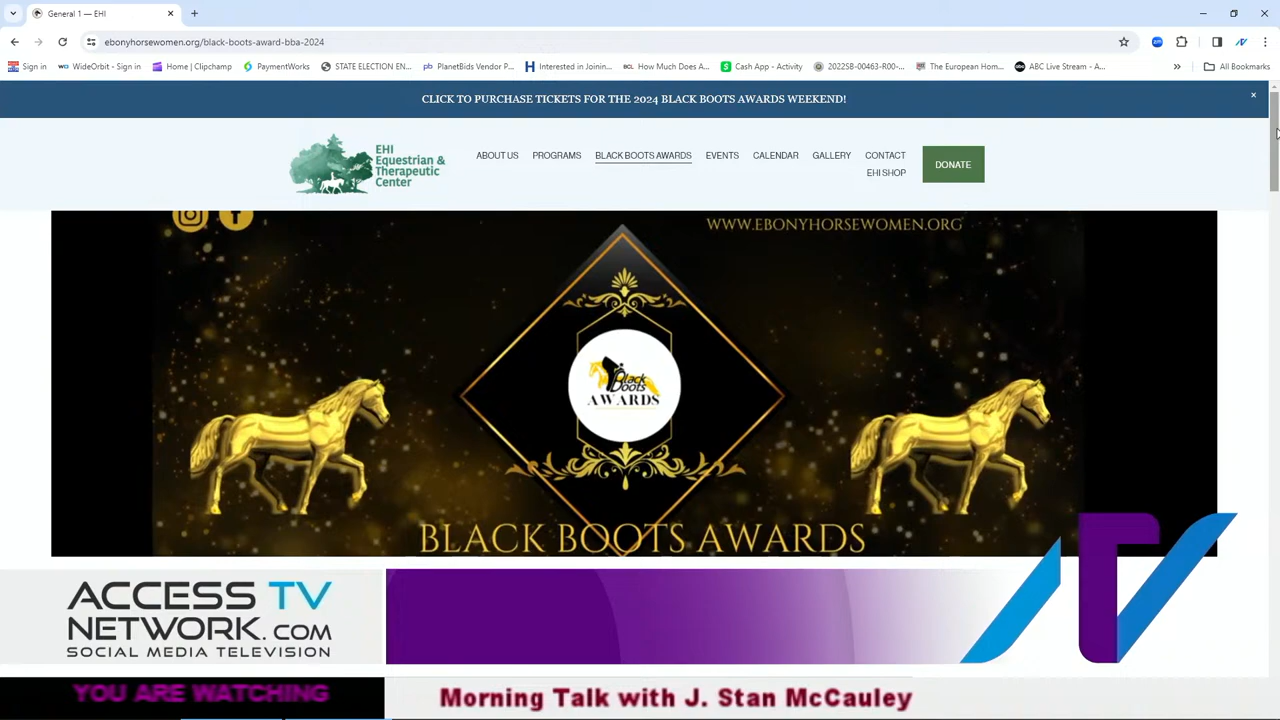 General 1 — EHI
ebonyhorsewomen.org/black-boots-award-bba-2024
Sign in
WideOrbit - Sign in
Home | Clipchamp
PaymentWorks
STATE ELECTION EN...
PlanetBids Vendor P...
Interested in Joinin...
How Much Does A...
Cash App - Activity
2022SB-00463-R00-...
The European Hom...
ABC Live Stream - A...
All Bookmarks
CLICK TO PURCHASE TICKETS FOR THE 2024 BLACK BOOTS AWARDS WEEKEND!
EHI
Equestrian &
Therapeutic
Center
ABOUT US PROGRAMS BLACK BOOTS AWARDS EVENTS CALENDAR GALLERY CONTACT
EHI SHOP
DONATE
WWW.EBONYHORSEWOMEN.ORG
Black
Boots
AWARDS
BLACK BOOTS AWARDS
ACCESS TV
NETWORK.COM
SOCIAL MEDIA TELEVISION
YOU ARE WATCHING
Morning Talk with J. Stan McCauley